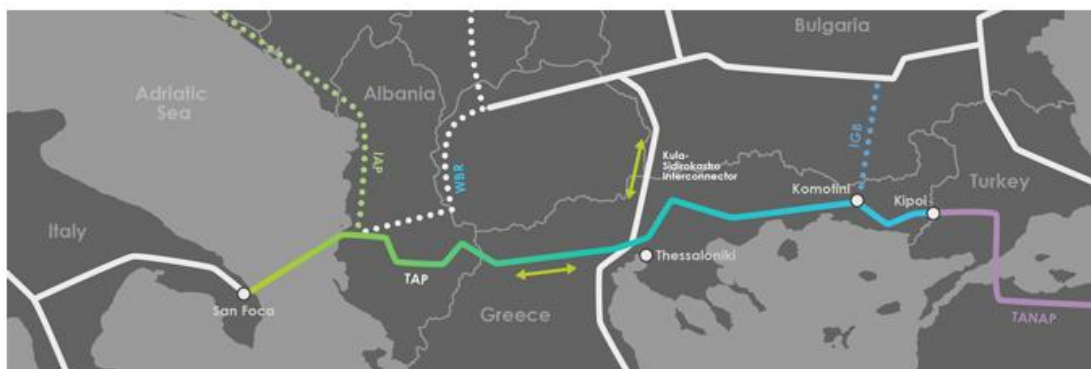 Bulgaria
Adriatic
Sea
Albania
IAP
WBR
IGB
Kula-
Sidirokastro
Interconnector
Komotini
Kipoi
Turkey
Italy
TAP
Thessaloniki
San Foca
Greece
TANAP